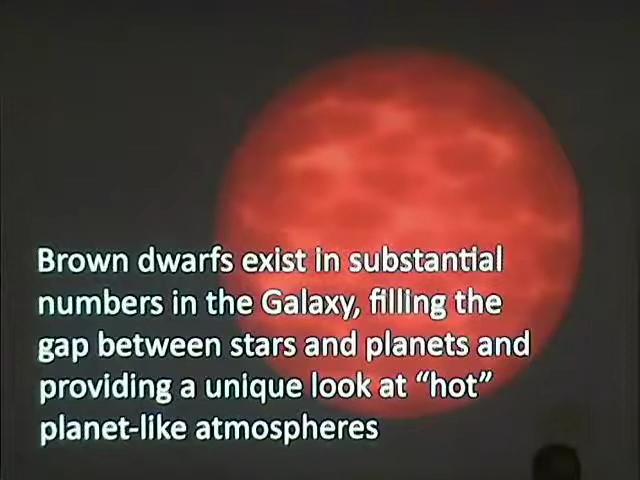 Brown dwarfs exist in substantial
numbers in the Galaxy, filling the
gap between stars and planets and
providing a unique look at “hot”
planet-like atmospheres